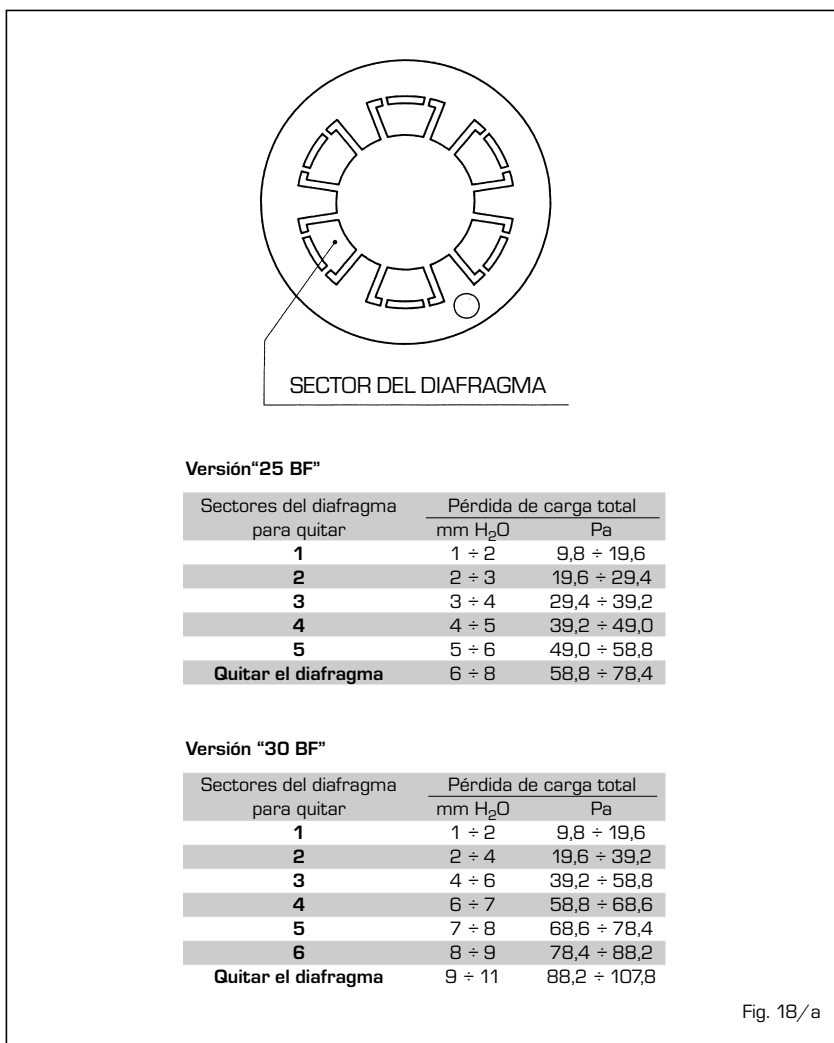 SECTOR DEL DIAFRAGMA
Versión“25 BF”
Sectores del diafragma Pérdida de carga total
para quitar mm H₂O Pa
1 1 ÷ 2 9,8 ÷ 19,6
2 2 ÷ 3 19,6 ÷ 29,4
3 3 ÷ 4 29,4 ÷ 39,2
4 4 ÷ 5 39,2 ÷ 49,0
5 5 ÷ 6 49,0 ÷ 58,8
Quitar el diafragma 6 ÷ 8 58,8 ÷ 78,4
Versión “30 BF”
Sectores del diafragma Pérdida de carga total
para quitar mm H₂O Pa
1 1 ÷ 2 9,8 ÷ 19,6
2 2 ÷ 4 19,6 ÷ 39,2
3 4 ÷ 6 39,2 ÷ 58,8
4 6 ÷ 7 58,8 ÷ 68,6
5 7 ÷ 8 68,6 ÷ 78,4
6 8 ÷ 9 78,4 ÷ 88,2
Quitar el diafragma 9 ÷ 11 88,2 ÷ 107,8
Fig. 18/a